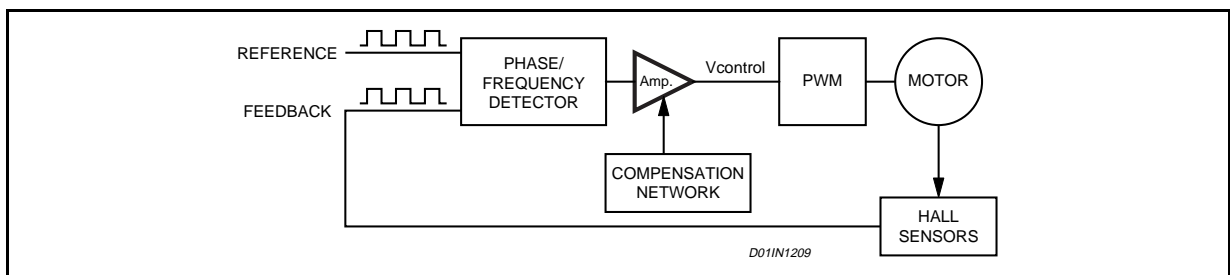 REFERENCE
FEEDBACK
PHASE/
FREQUENCY
DETECTOR
Amp.
Vcontrol
PWM
MOTOR
COMPENSATION
NETWORK
HALL
SENSORS
D01IN1209